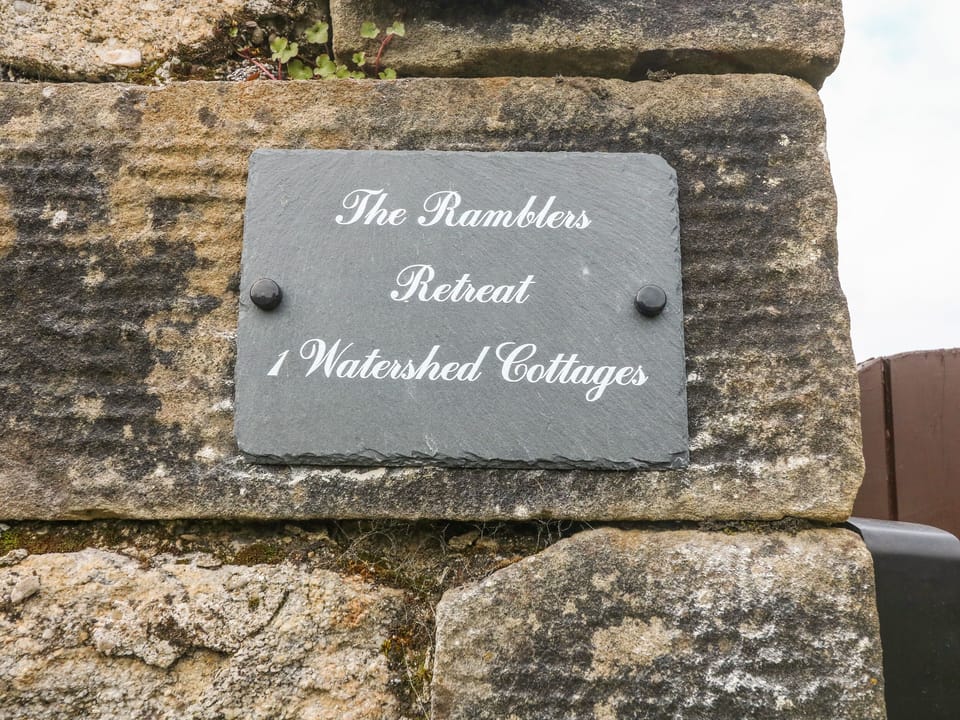 The Ramblers
Retreat
1 Watershed Cottages